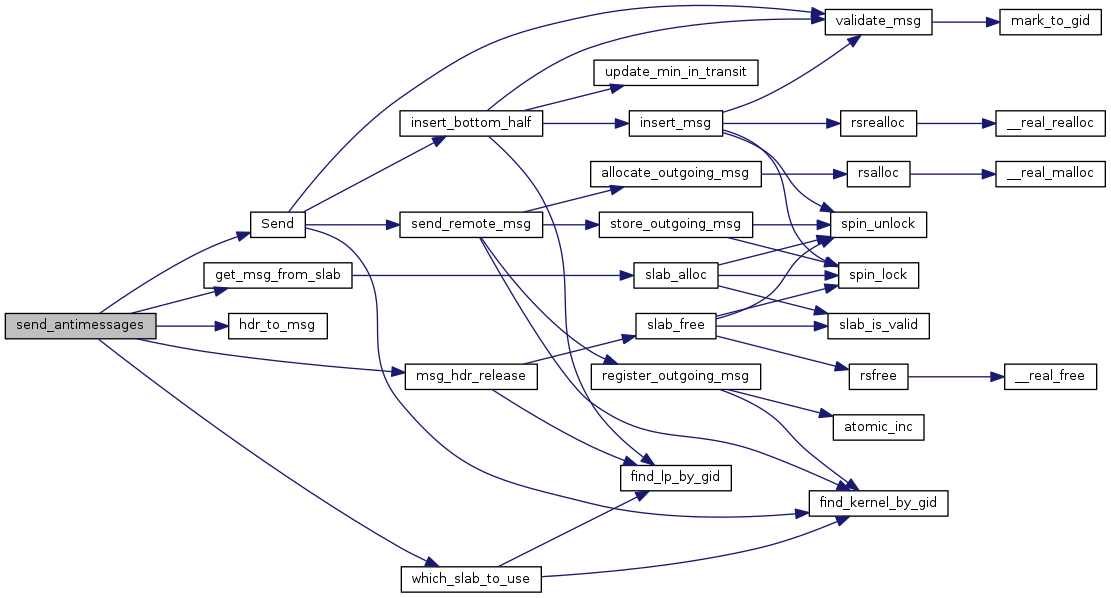 send_antimessages
Send
get_msg_from_slab
hdr_to_msg
msg_hdr_release
which_slab_to_use
insert_bottom_half
send_remote_msg
update_min_in_transit
insert_msg
allocate_outgoing_msg
store_outgoing_msg
slab_alloc
slab_free
register_outgoing_msg
find_lp_by_gid
validate_msg
rsrealloc
rsalloc
spin_unlock
spin_lock
slab_is_valid
rsfree
atomic_inc
find_kernel_by_gid
mark_to_gid
__real_realloc
__real_malloc
__real_free